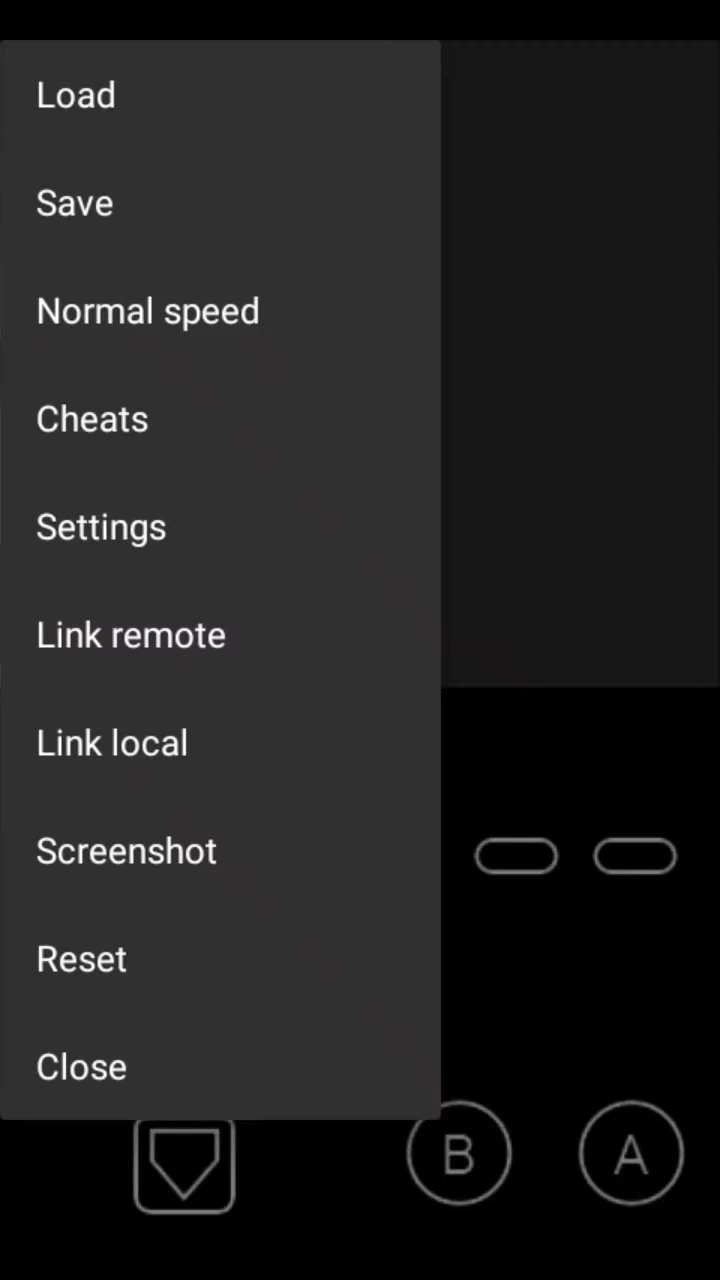 Load
Save
Normal speed
Cheats
Settings
Link remote
Link local
Screenshot
Reset
Close
B A